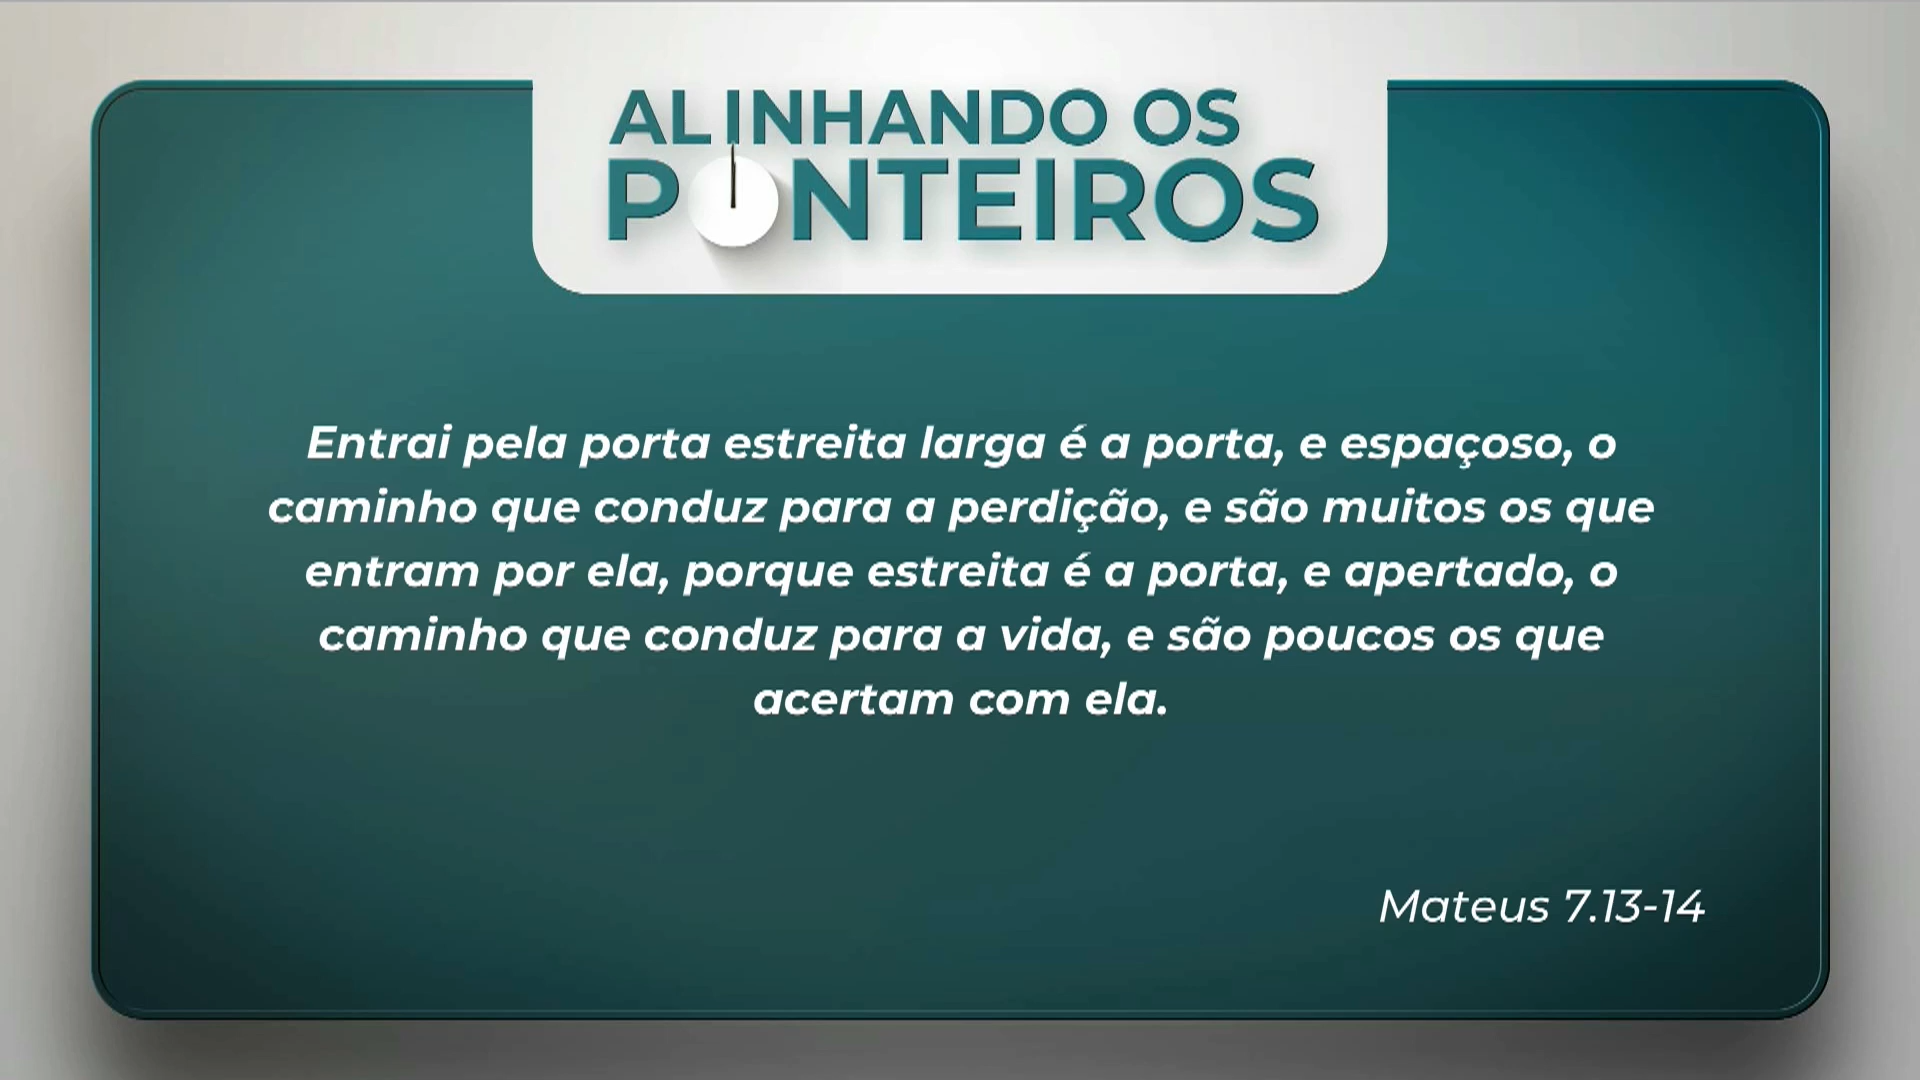 ALINHANDO OS
PONTEIROS
Entrai pela porta estreita larga é a porta, e espaçoso, o
caminho que conduz para a perdição, e são muitos os que
entram por ela, porque estreita é a porta, e apertado, o
caminho que conduz para a vida, e são poucos os que
acertam com ela.
Mateus 7.13-14